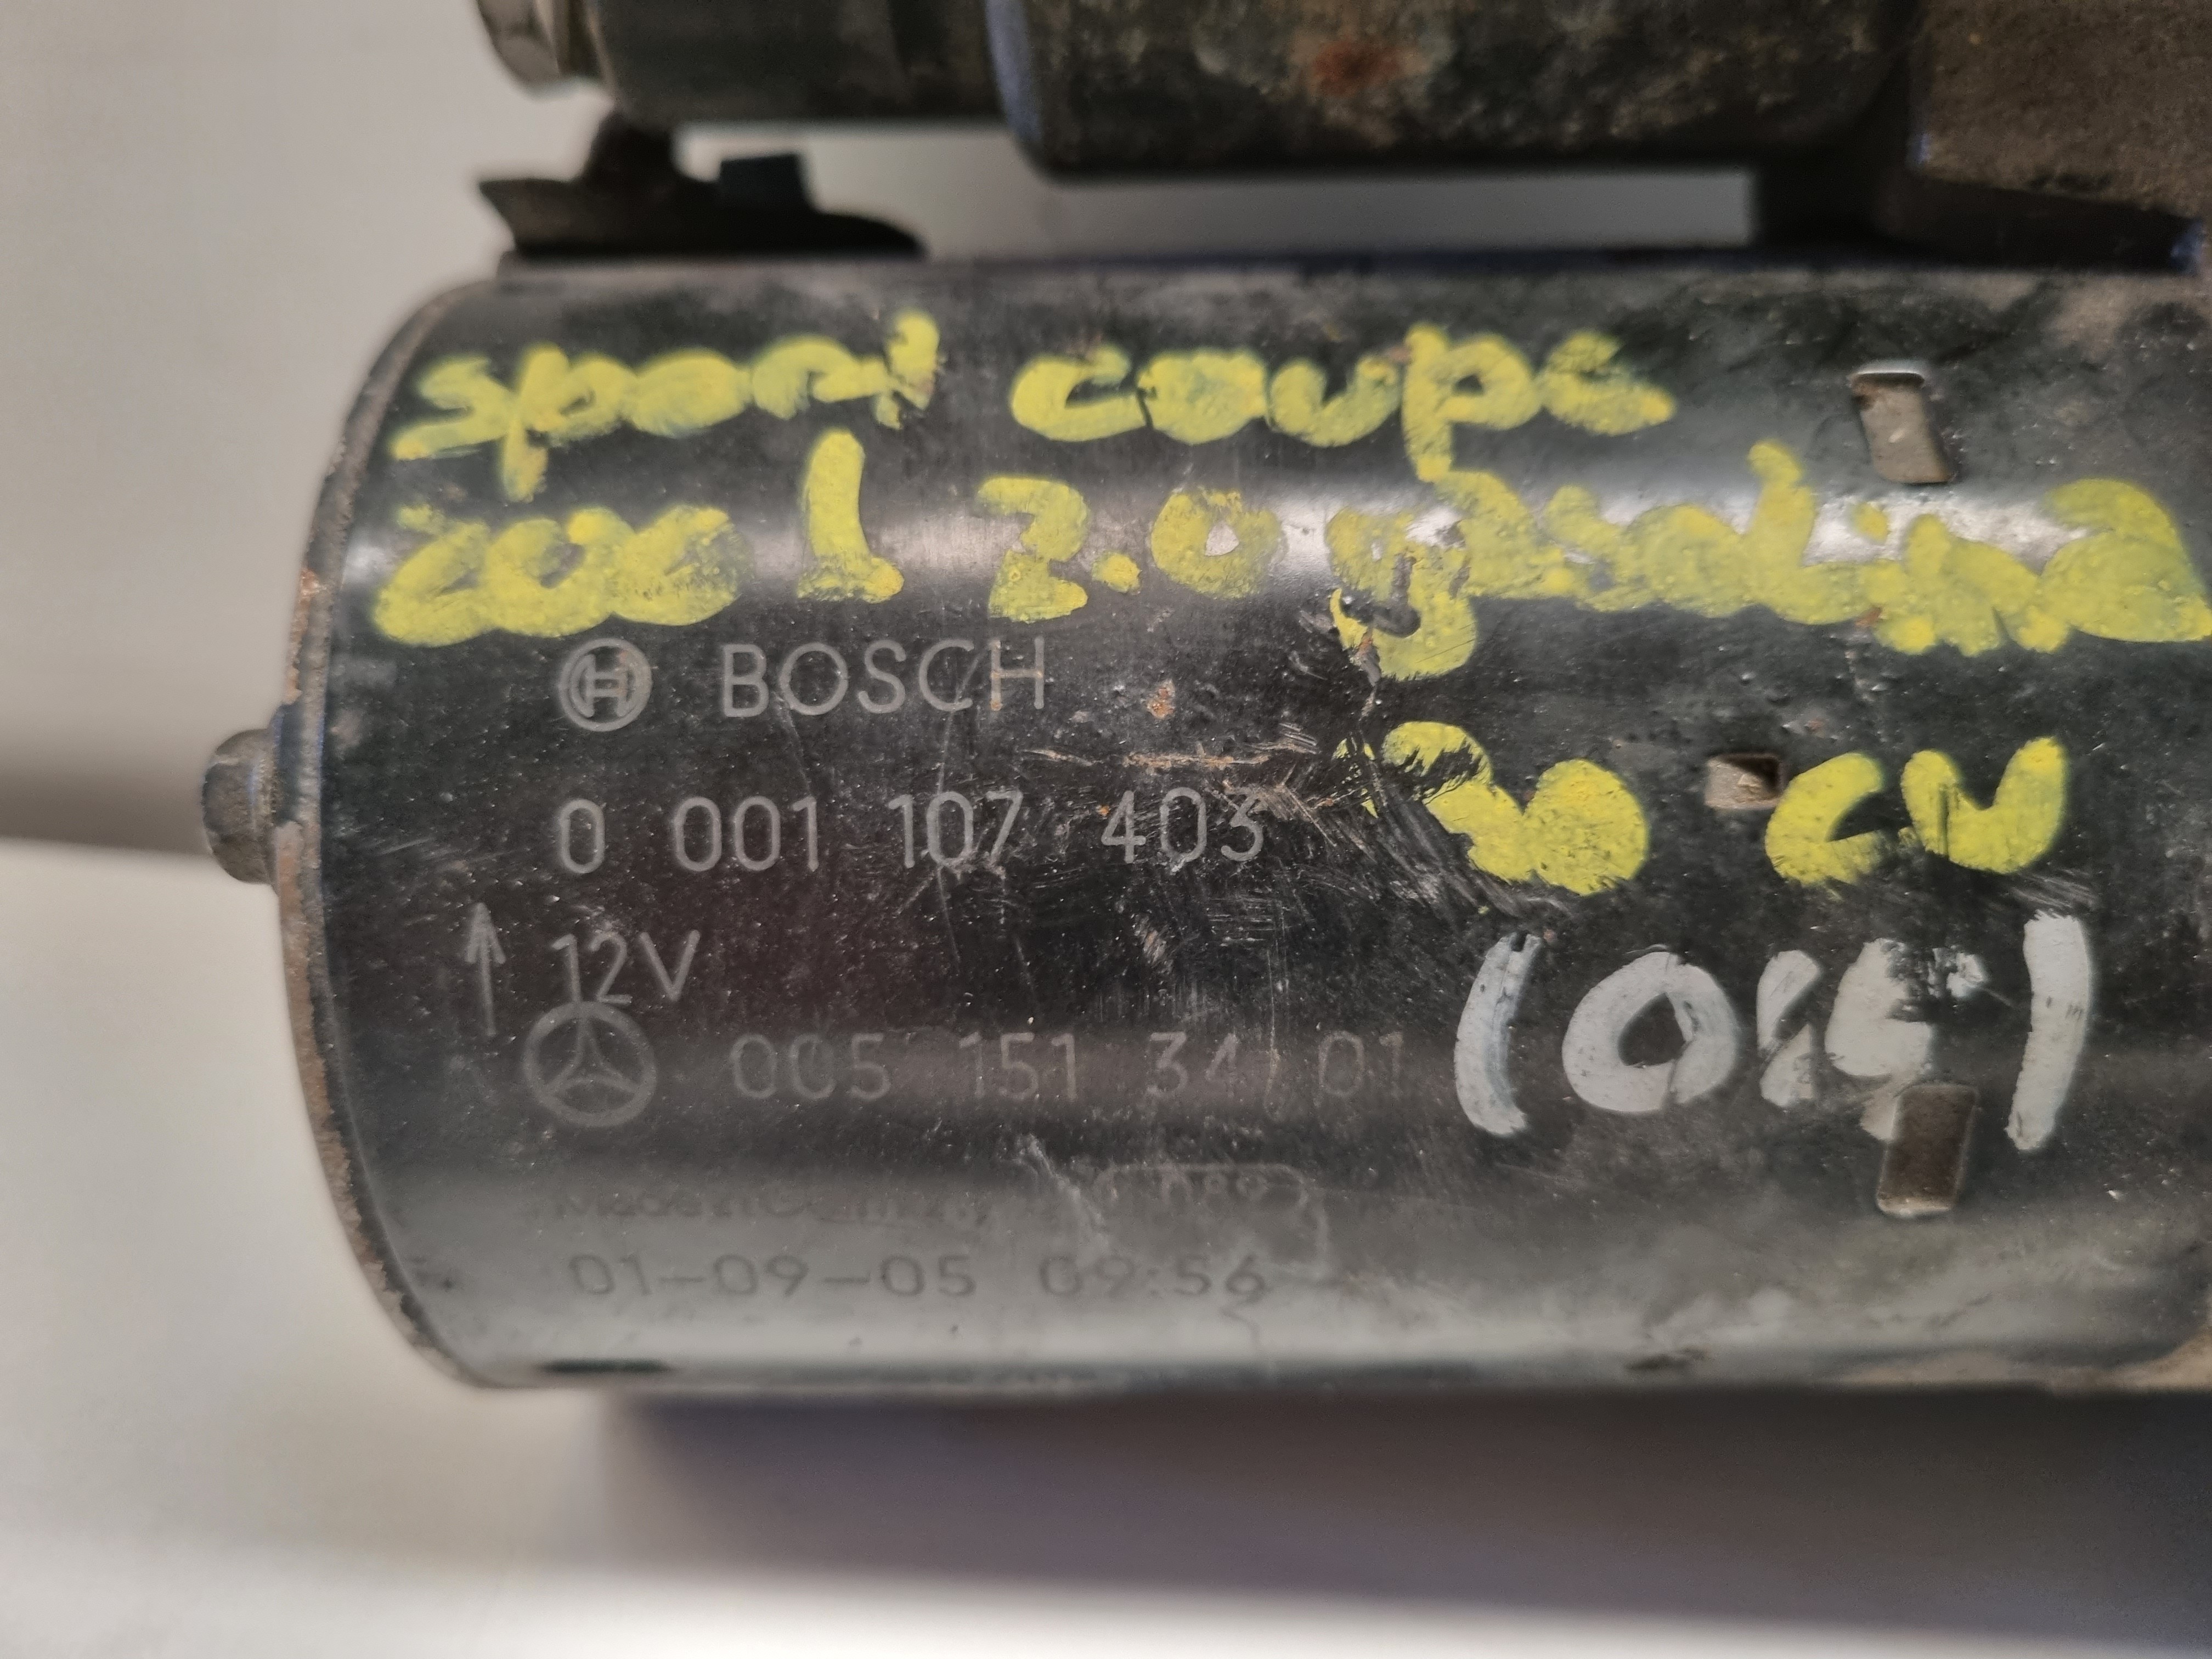 sport coupe
2001 2.0 gasolina
BOSCH
0 001 107 403
cv
12V
005 151 34 01
01-09-05 09:56